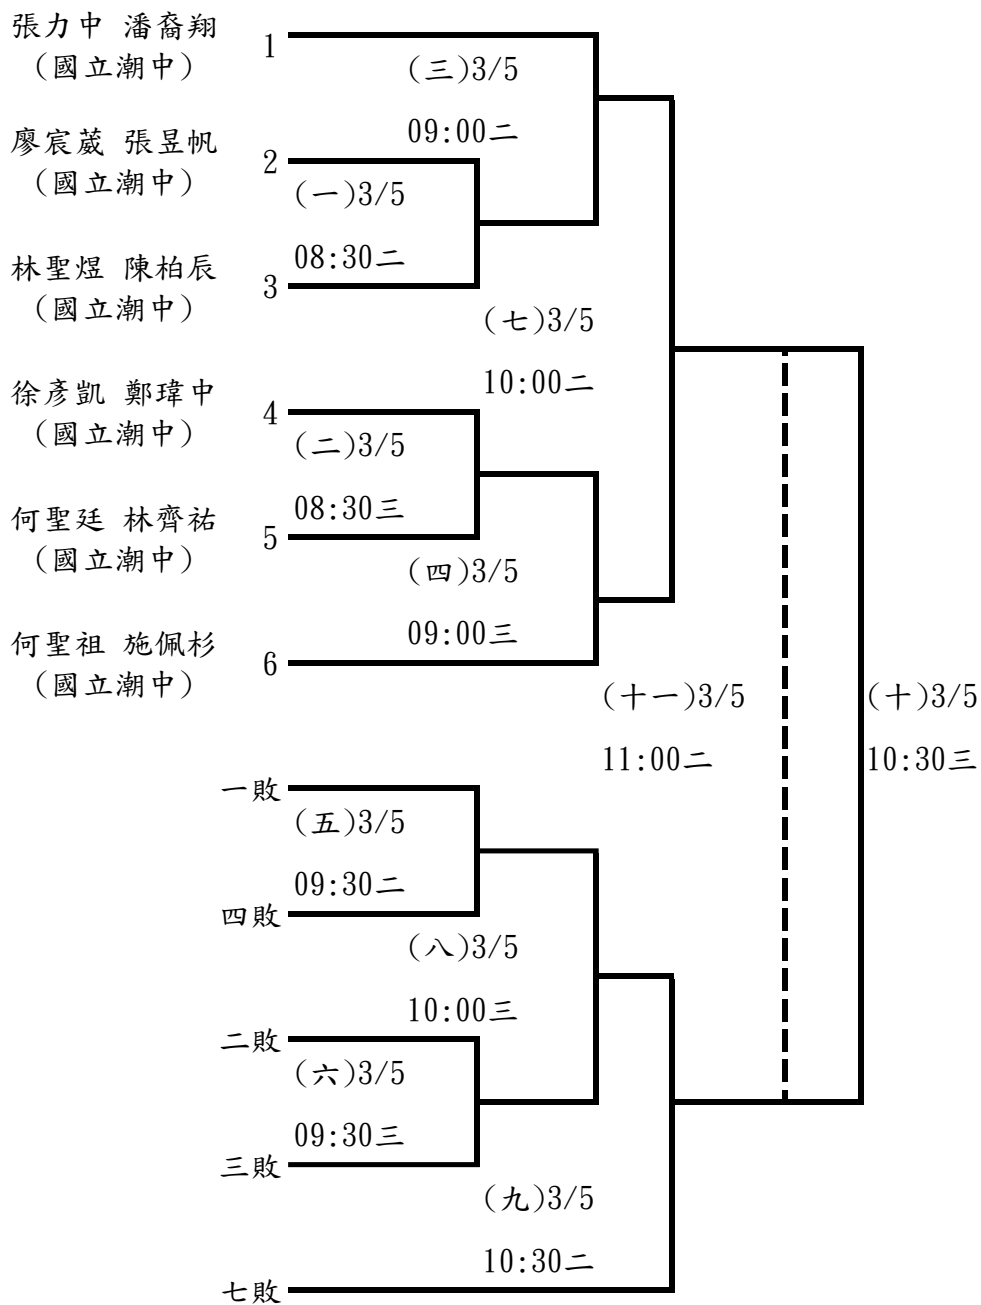 張力中 潘裔翔
(國立潮中)
1
(三)3/5
09:00二
廖宸葳 張昱帆
(國立潮中)
2
(一)3/5
08:30二
林聖煜 陳柏辰
(國立潮中)
3
(七)3/5
10:00二
徐彥凱 鄭瑋中
(國立潮中)
4
(二)3/5
08:30三
何聖廷 林齊祐
(國立潮中)
5
(四)3/5
09:00三
何聖祖 施佩杉
(國立潮中)
6
(十一)3/5
11:00二
(十)3/5
10:30三
一敗
(五)3/5
09:30二
四敗
(八)3/5
10:00三
二敗
(六)3/5
09:30三
三敗
(九)3/5
10:30二
七敗